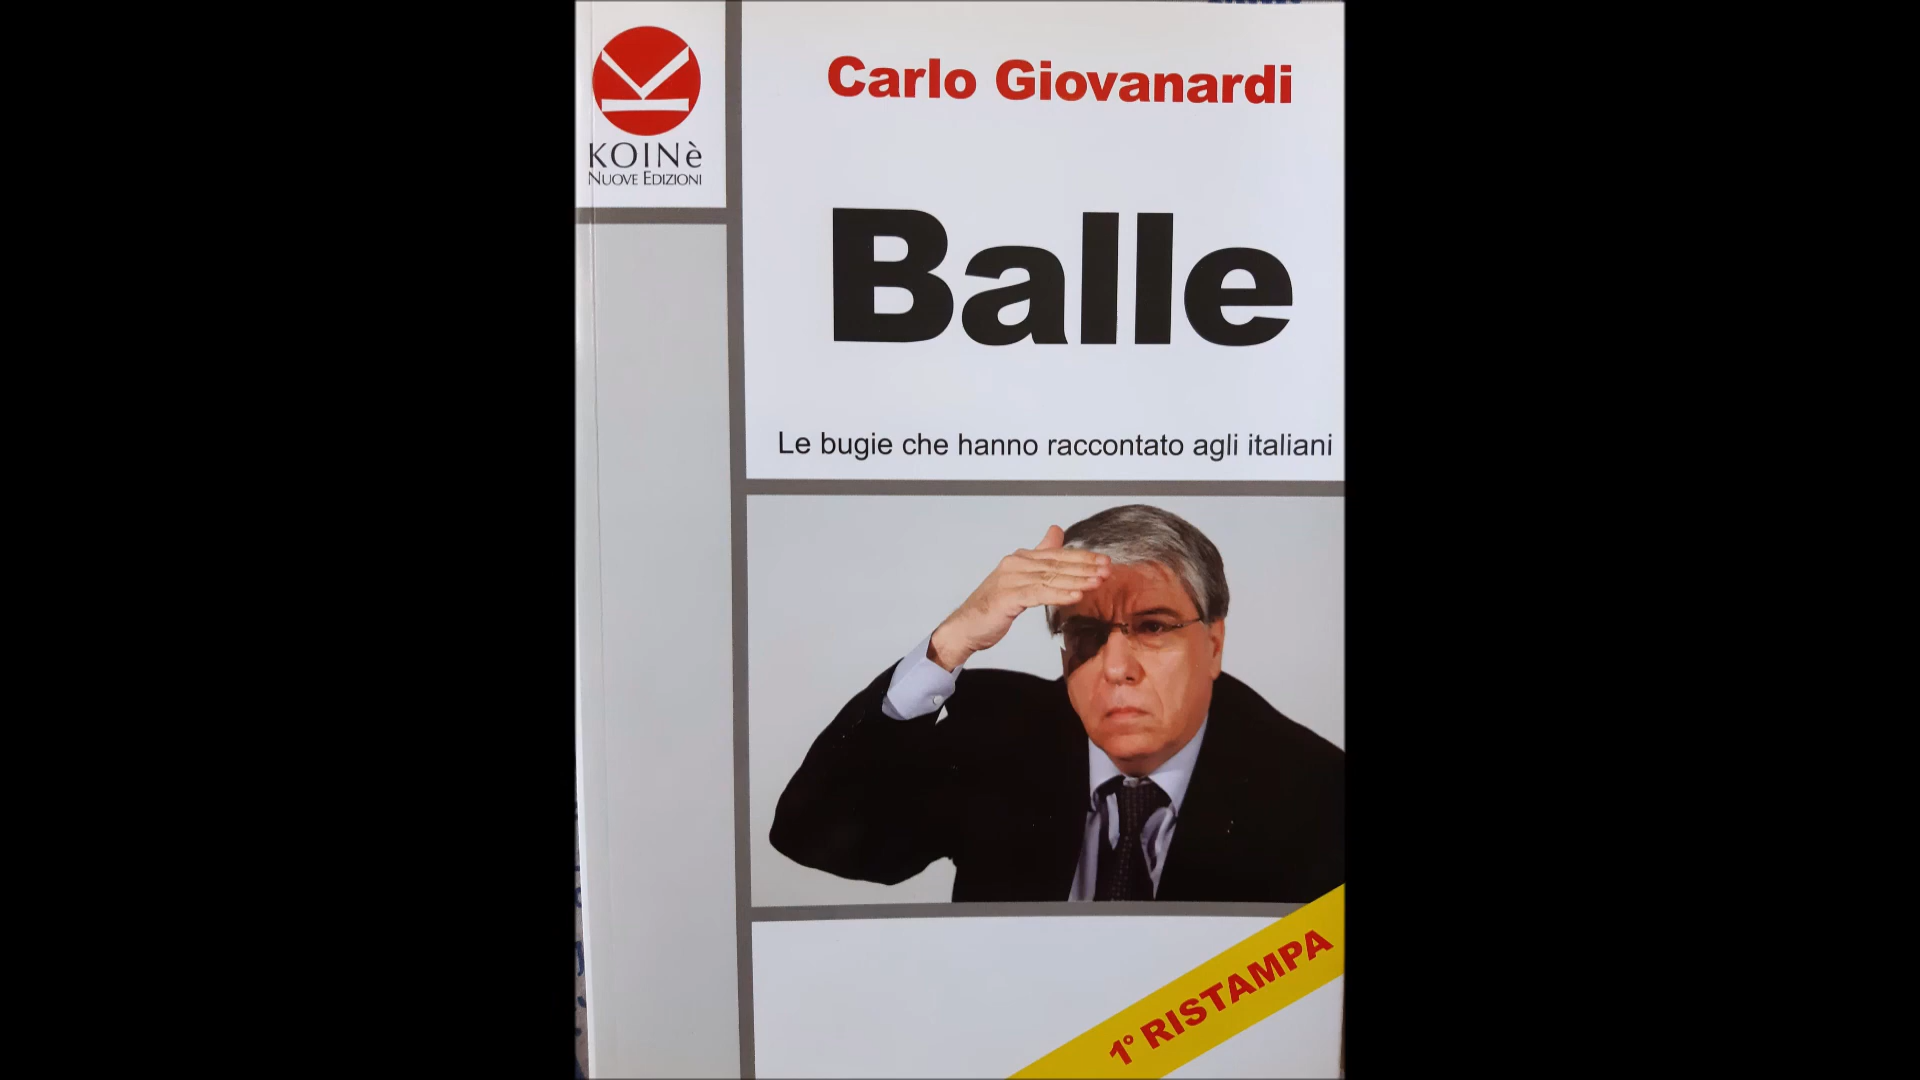 KOINè
NUOVE EDIZIONI
Carlo Giovanardi
Balle
Le bugie che hanno raccontato agli italiani
1° RISTAMPA